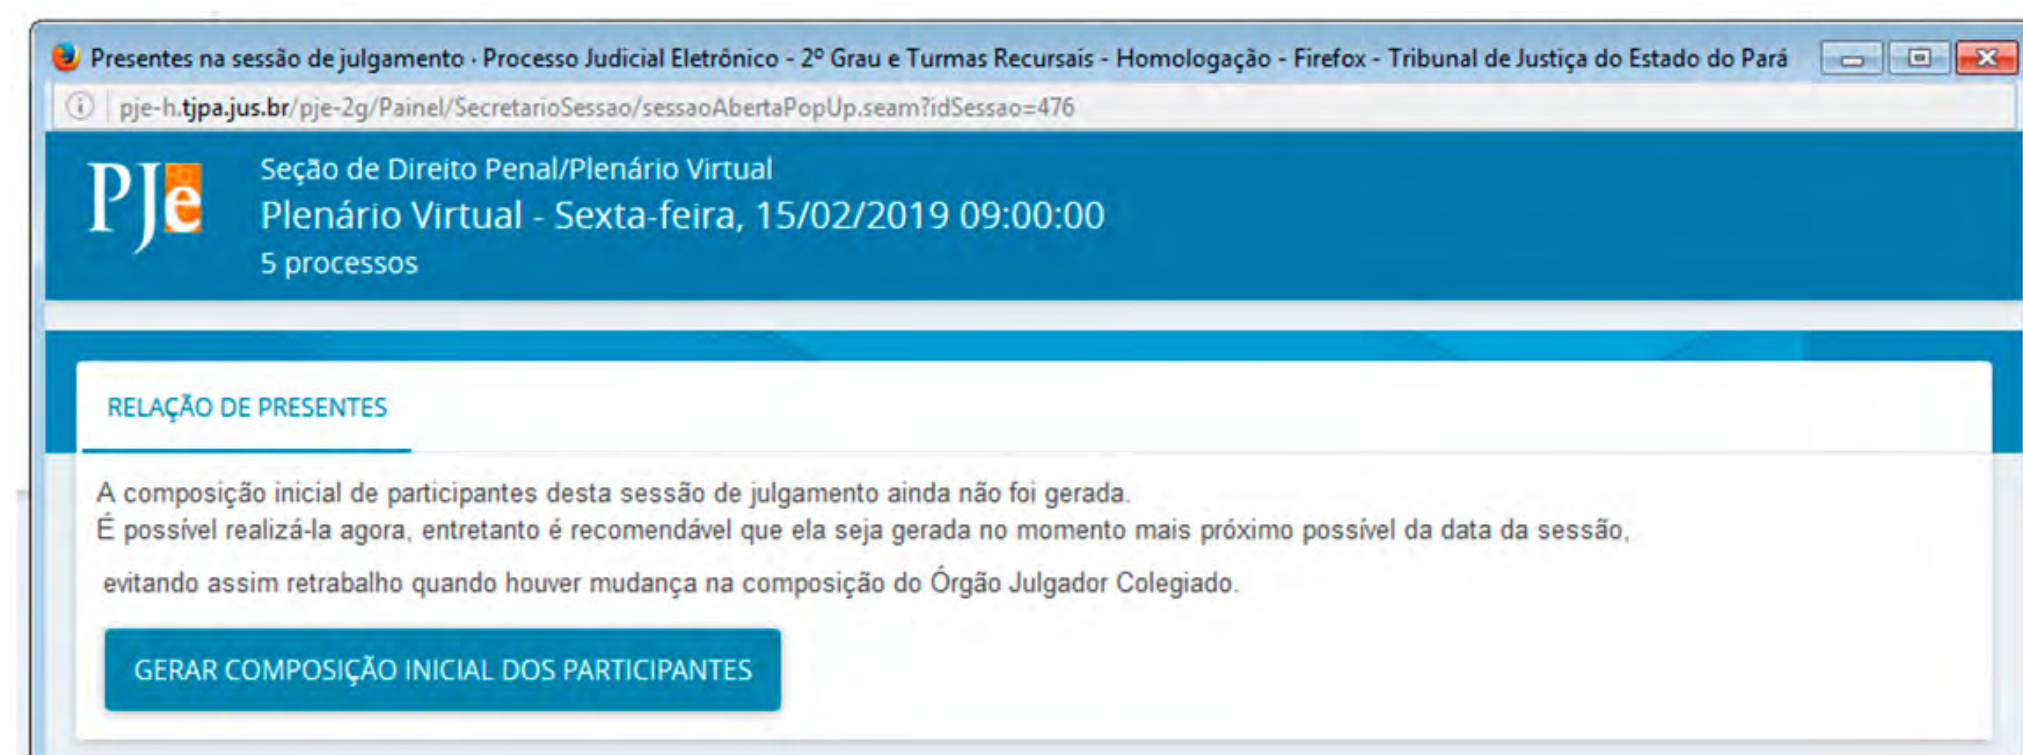 Presentes na sessão de julgamento · Processo Judicial Eletrônico - 2º Grau e Turmas Recursais - Homologação - Firefox - Tribunal de Justiça do Estado do Pará
pje-h.tjpa.jus.br/pje-2g/Painel/SecretarioSessao/sessaoAbertaPopUp.seam?idSessao=476
PJe
Seção de Direito Penal/Plenário Virtual
Plenário Virtual - Sexta-feira, 15/02/2019 09:00:00
5 processos
RELAÇÃO DE PRESENTES
A composição inicial de participantes desta sessão de julgamento ainda não foi gerada.
É possível realizá-la agora, entretanto é recomendável que ela seja gerada no momento mais próximo possível da data da sessão,
evitando assim retrabalho quando houver mudança na composição do Órgão Julgador Colegiado.
GERAR COMPOSIÇÃO INICIAL DOS PARTICIPANTES